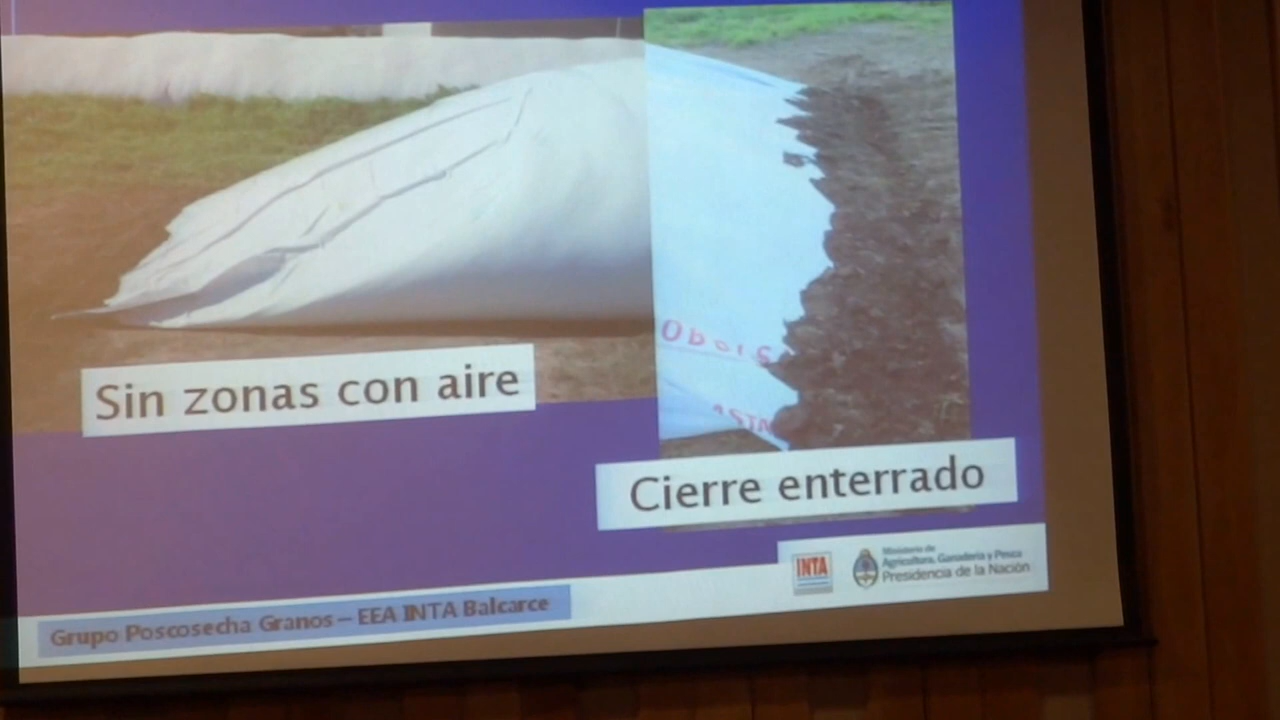 Sin zonas con aire
Cierre enterrado
INTA
Ministerio de
Agricultura, Ganadería y Pesca
Presidencia de la Nación
Grupo Poscosecha Granos – EEA INTA Balcarce